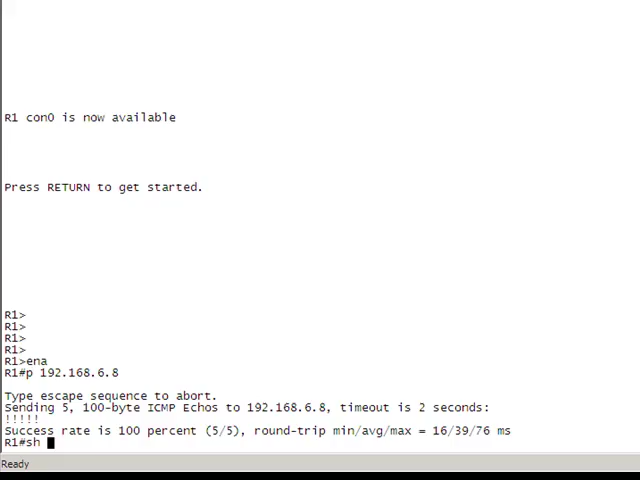 R1 con0 is now available
Press RETURN to get started.
R1>
R1>
R1>
R1>
R1>ena
R1#p 192.168.6.8
Type escape sequence to abort.
Sending 5, 100-byte ICMP Echos to 192.168.6.8, timeout is 2 seconds:
!!!!!
Success rate is 100 percent (5/5), round-trip min/avg/max = 16/39/76 ms
R1#sh
Ready